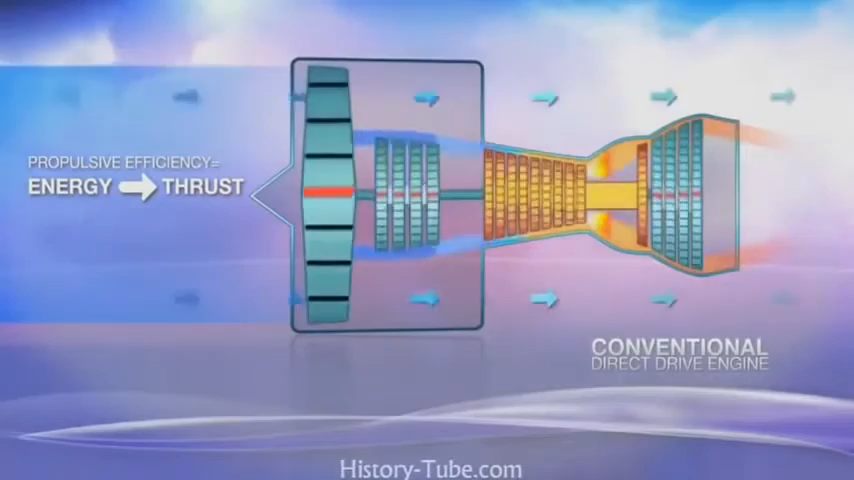 PROPULSIVE EFFICIENCY=
ENERGY THRUST
CONVENTIONAL
DIRECT DRIVE ENGINE
History-Tube.com